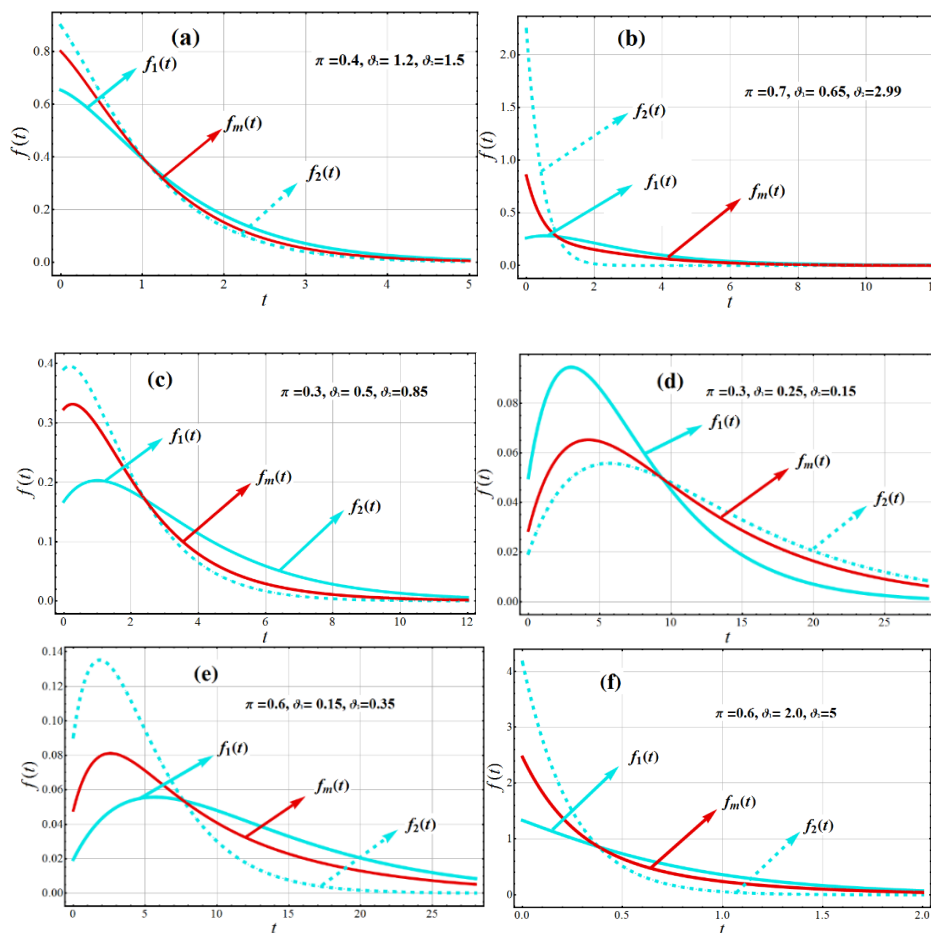 (a)
π =0.4, ϑ₁= 1.2, ϑ₂=1.5
f₁(t)
fₘ(t)
f₂(t)
f(t)
0.8
0.6
0.4
0.2
0.0
0 1 2 3 4 5
t
(b)
π =0.7, ϑ₁= 0.65, ϑ₂=2.99
f₂(t)
f₁(t)
fₘ(t)
f(t)
2.0
1.5
1.0
0.5
0.0
0 2 4 6 8 10 12
t
(c)
π =0.3, ϑ₁= 0.5, ϑ₂=0.85
f₁(t)
fₘ(t)
f₂(t)
f(t)
0.4
0.3
0.2
0.1
0.0
0 2 4 6 8 10 12
t
(d)
π =0.3, ϑ₁= 0.25, ϑ₂=0.15
f₁(t)
fₘ(t)
f₂(t)
f(t)
0.08
0.06
0.04
0.02
0.00
0 5 10 15 20 25
t
(e)
π =0.6, ϑ₁= 0.15, ϑ₂=0.35
f₁(t)
fₘ(t)
f₂(t)
f(t)
0.14
0.12
0.10
0.08
0.06
0.04
0.02
0.00
0 5 10 15 20 25
t
(f)
π =0.6, ϑ₁= 2.0, ϑ₂=5
f₁(t)
fₘ(t)
f₂(t)
f(t)
4
3
2
1
0
0.0 0.5 1.0 1.5 2.0
t